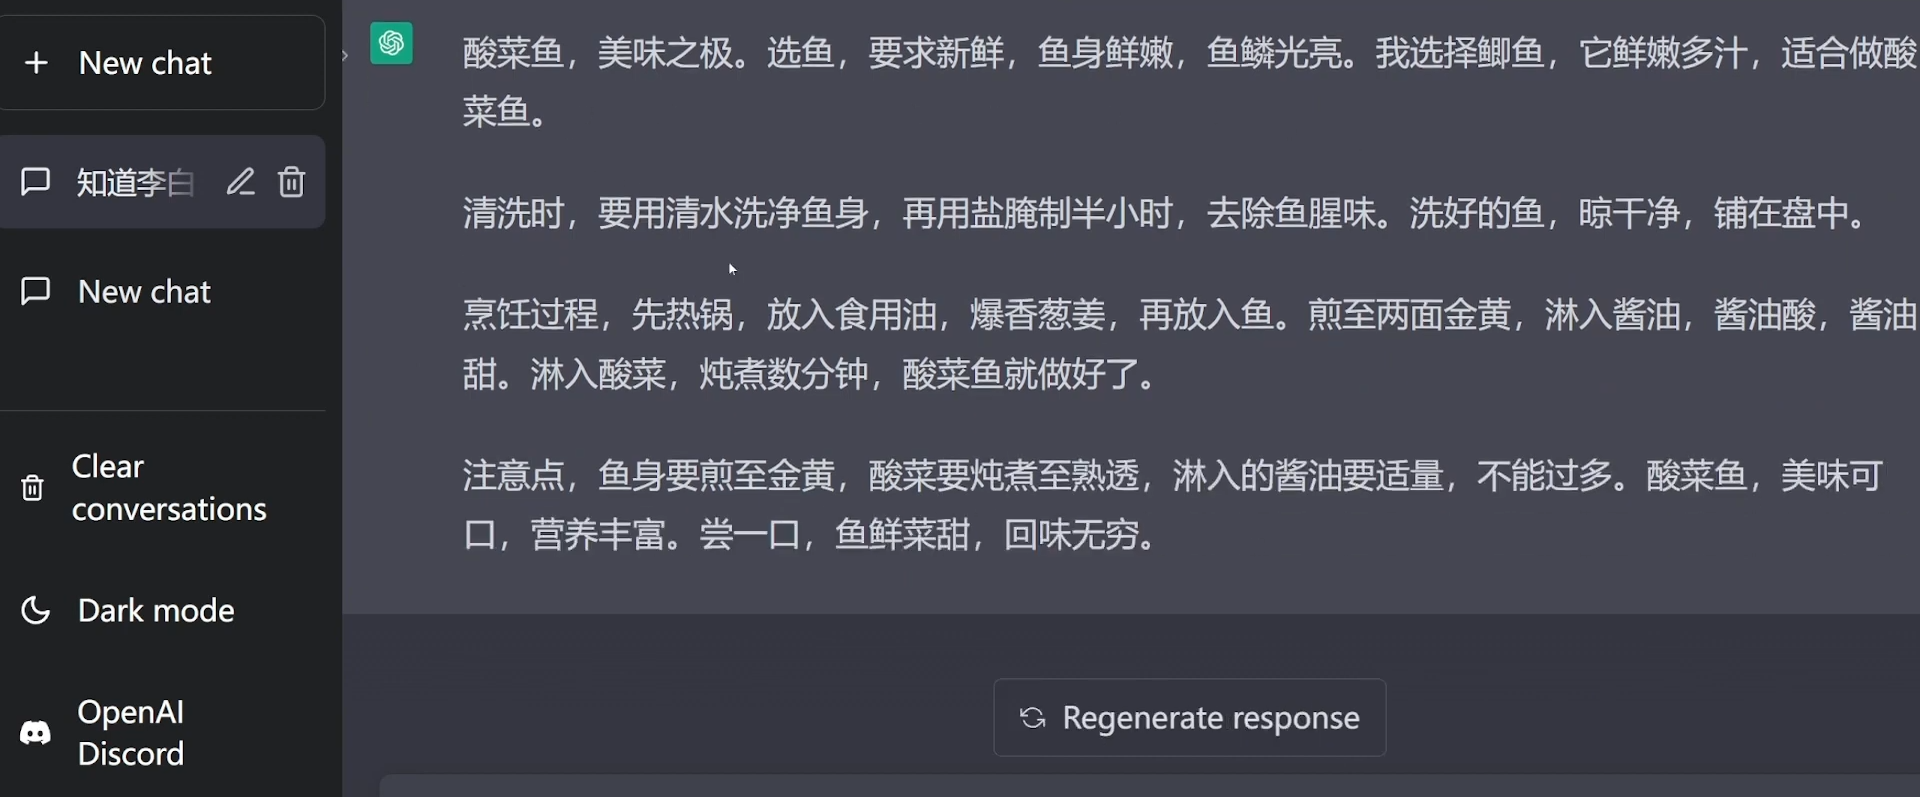 New chat
知道李白
New chat
Clear
conversations
Dark mode
OpenAI
Discord
酸菜鱼，美味之极。选鱼，要求新鲜，鱼身鲜嫩，鱼鳞光亮。我选择鲫鱼，它鲜嫩多汁，适合做酸
菜鱼。
清洗时，要用清水洗净鱼身，再用盐腌制半小时，去除鱼腥味。洗好的鱼，晾干净，铺在盘中。
烹饪过程，先热锅，放入食用油，爆香葱姜，再放入鱼。煎至两面金黄，淋入酱油，酱油酸，酱油
甜。淋入酸菜，炖煮数分钟，酸菜鱼就做好了。
注意点，鱼身要煎至金黄，酸菜要炖煮至熟透，淋入的酱油要适量，不能过多。酸菜鱼，美味可
口，营养丰富。尝一口，鱼鲜菜甜，回味无穷。
Regenerate response